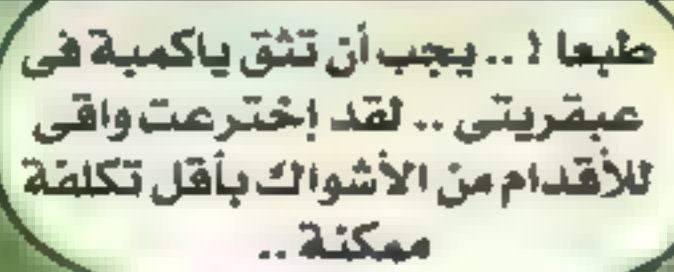 طبعا ! .. يجب أن تثق ياكمبة فى
عبقريتى .. لقد إخترعت واقى
للأقدام من الأشواك بأقل تكلفة
ممكنة ..